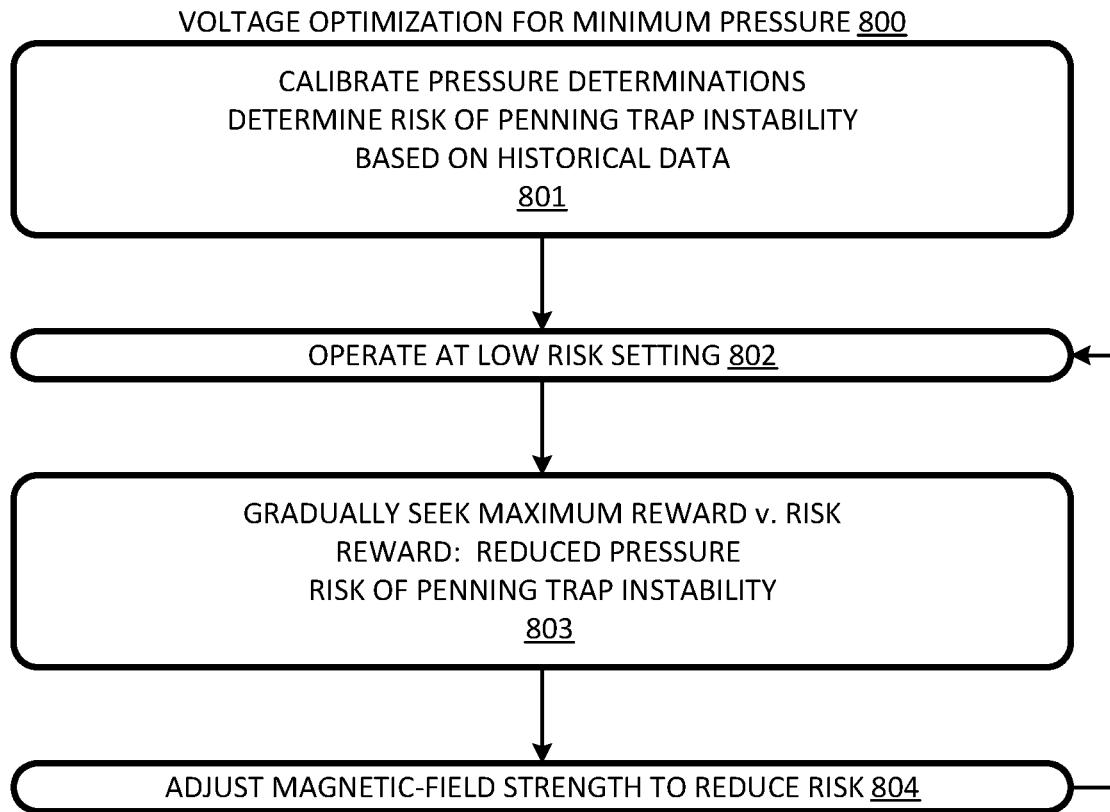 VOLTAGE OPTIMIZATION FOR MINIMUM PRESSURE 800
CALIBRATE PRESSURE DETERMINATIONS
DETERMINE RISK OF PENNING TRAP INSTABILITY
BASED ON HISTORICAL DATA
801
OPERATE AT LOW RISK SETTING 802
GRADUALLY SEEK MAXIMUM REWARD v. RISK
REWARD: REDUCED PRESSURE
RISK OF PENNING TRAP INSTABILITY
803
ADJUST MAGNETIC-FIELD STRENGTH TO REDUCE RISK 804